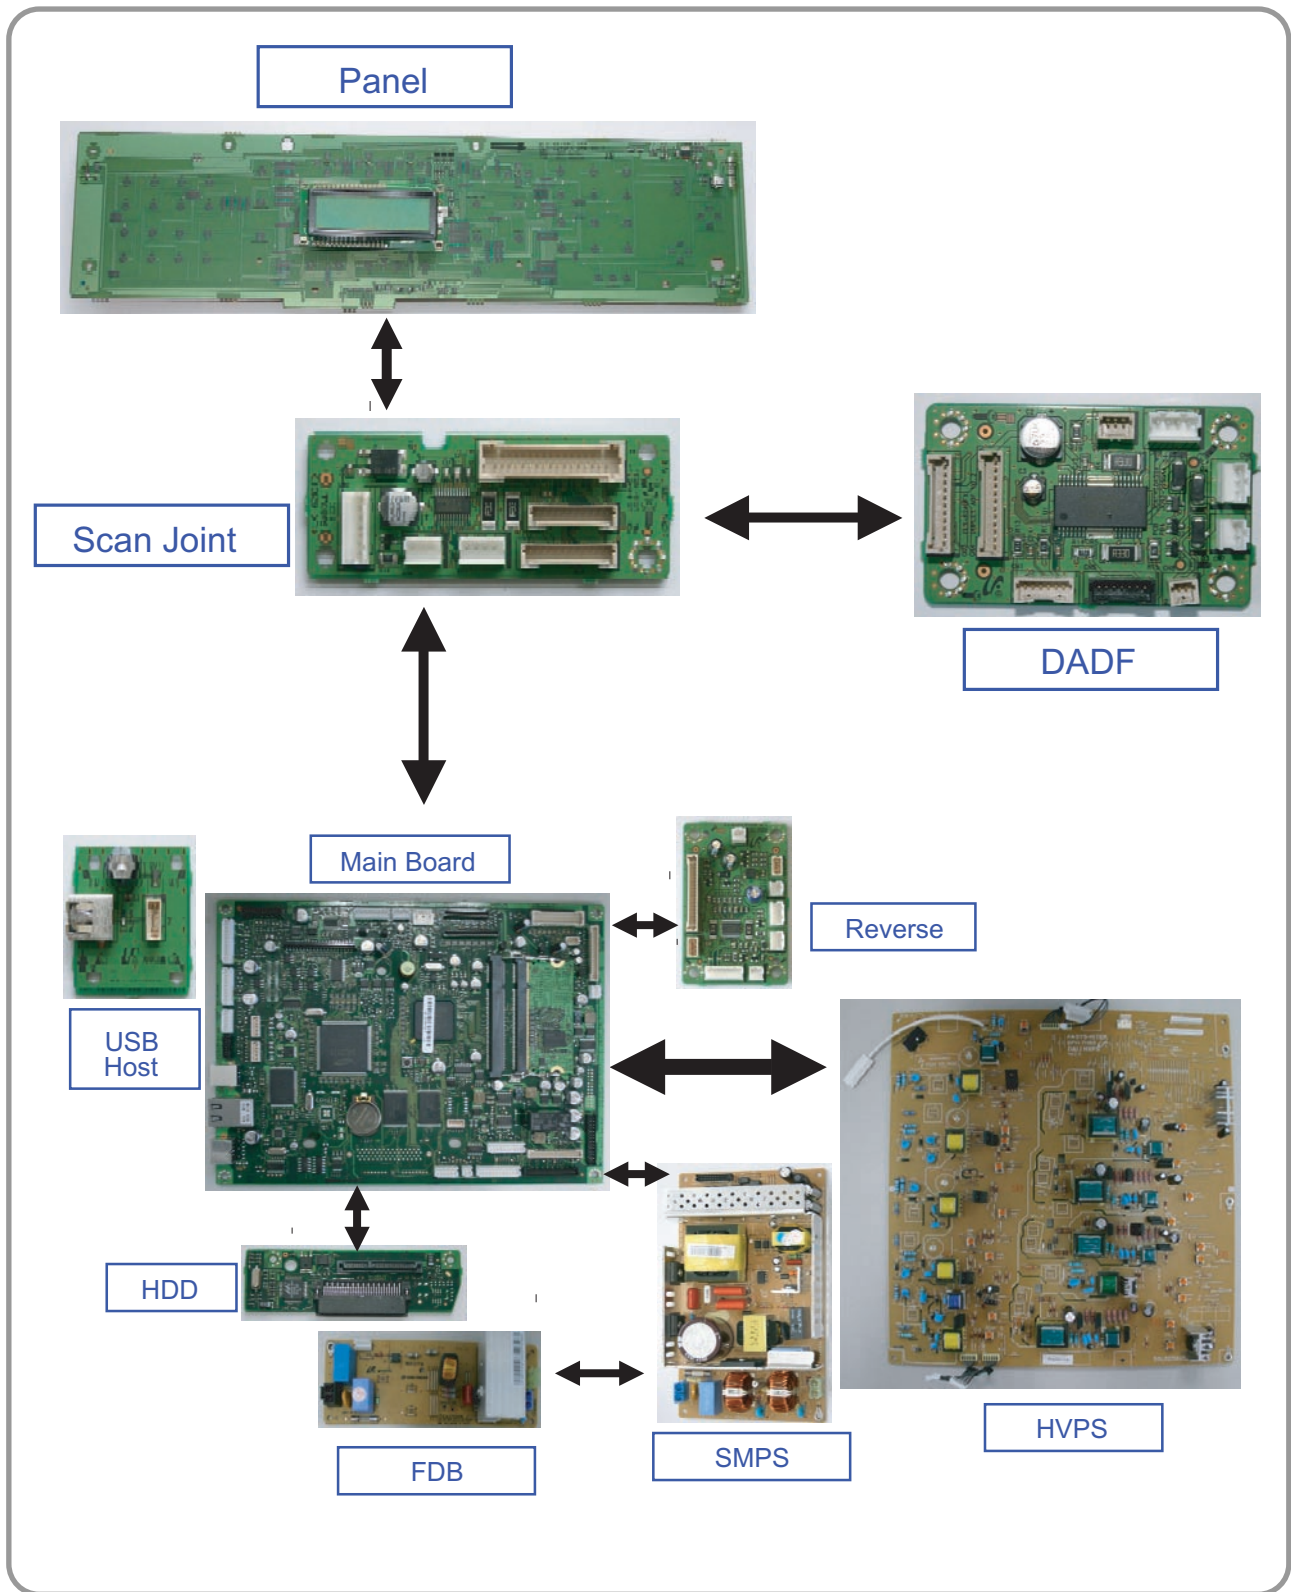 Panel
Scan Joint
DADF
Main Board
Reverse
USB
Host
HDD
FDB
SMPS
HVPS